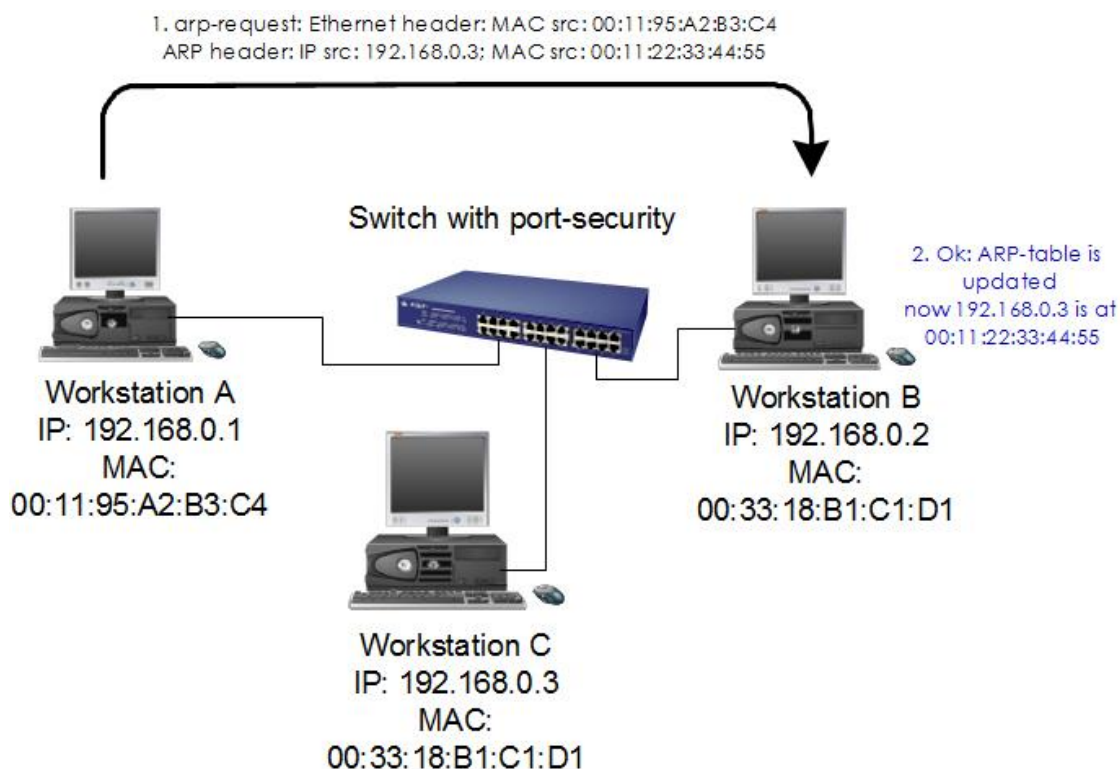 1. arp-request: Ethernet header: MAC src: 00:11:95:A2:B3:C4
ARP header: IP src: 192.168.0.3; MAC src: 00:11:22:33:44:55
Switch with port-security
2. Ok: ARP-table is
updated
now 192.168.0.3 is at
00:11:22:33:44:55
Workstation A
IP: 192.168.0.1
MAC:
00:11:95:A2:B3:C4
Workstation B
IP: 192.168.0.2
MAC:
00:33:18:B1:C1:D1
Workstation C
IP: 192.168.0.3
MAC:
00:33:18:B1:C1:D1